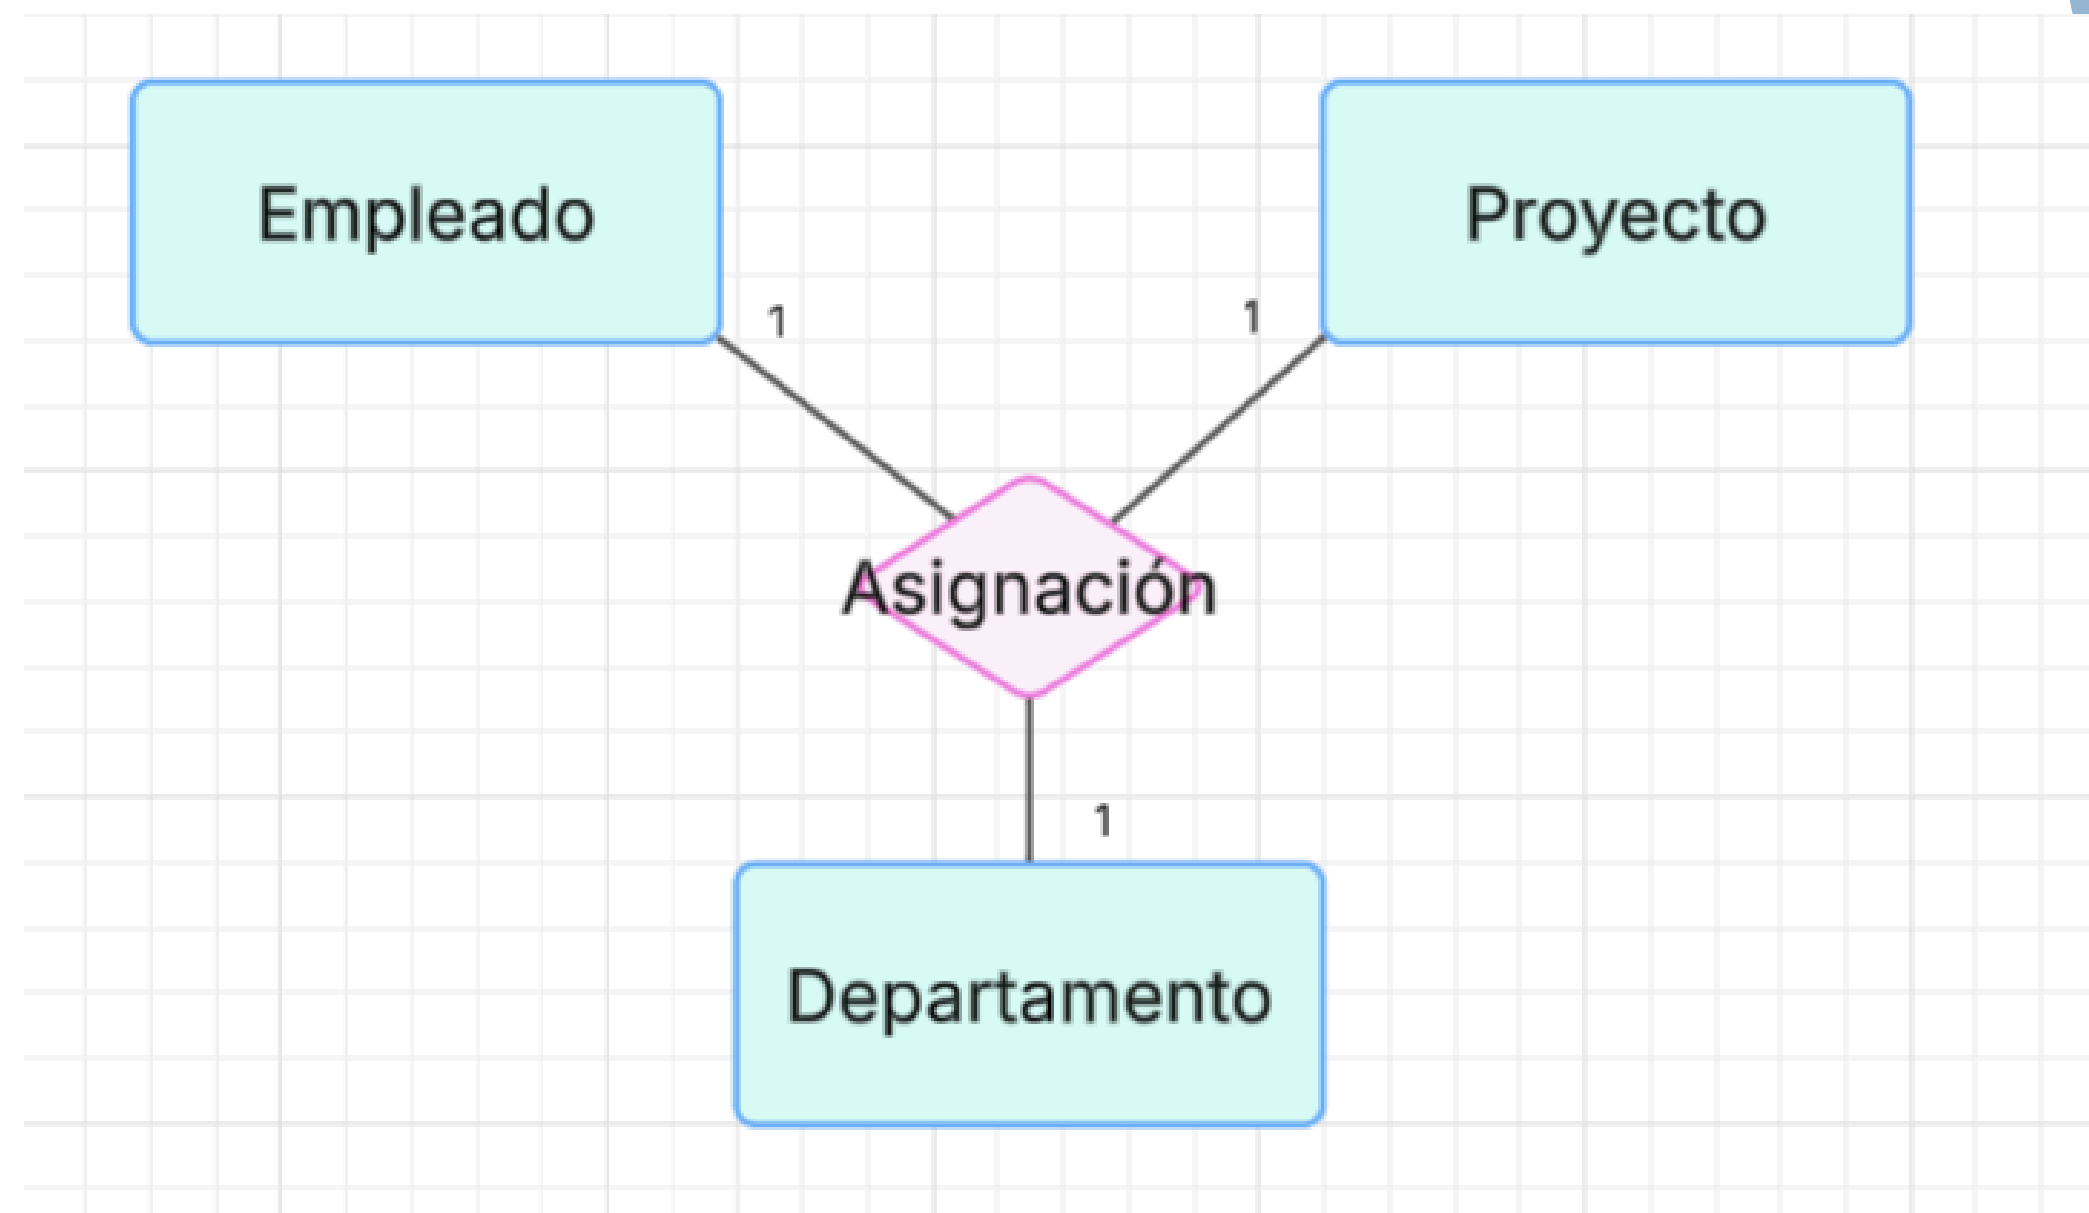 Empleado
Proyecto
1
1
Asignación
1
Departamento